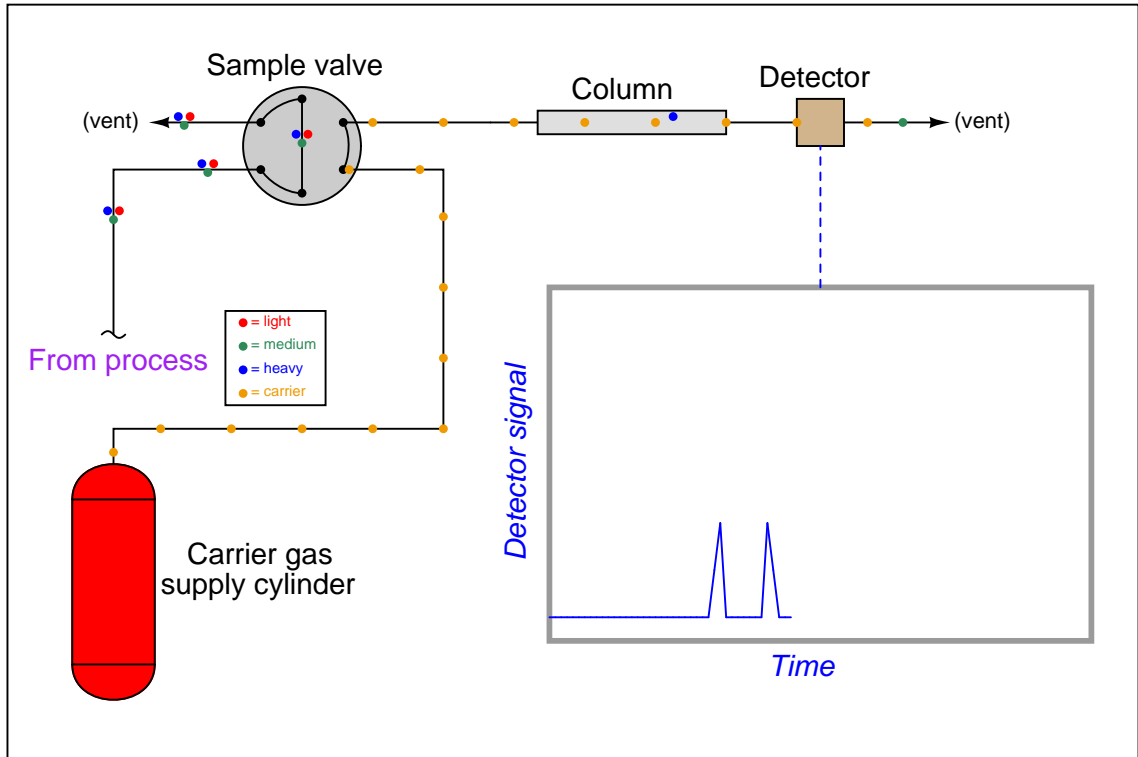 Sample valve
Column
Detector
(vent)
(vent)
From process
= light
= medium
= heavy
= carrier
Detector signal
Carrier gas
supply cylinder
Time